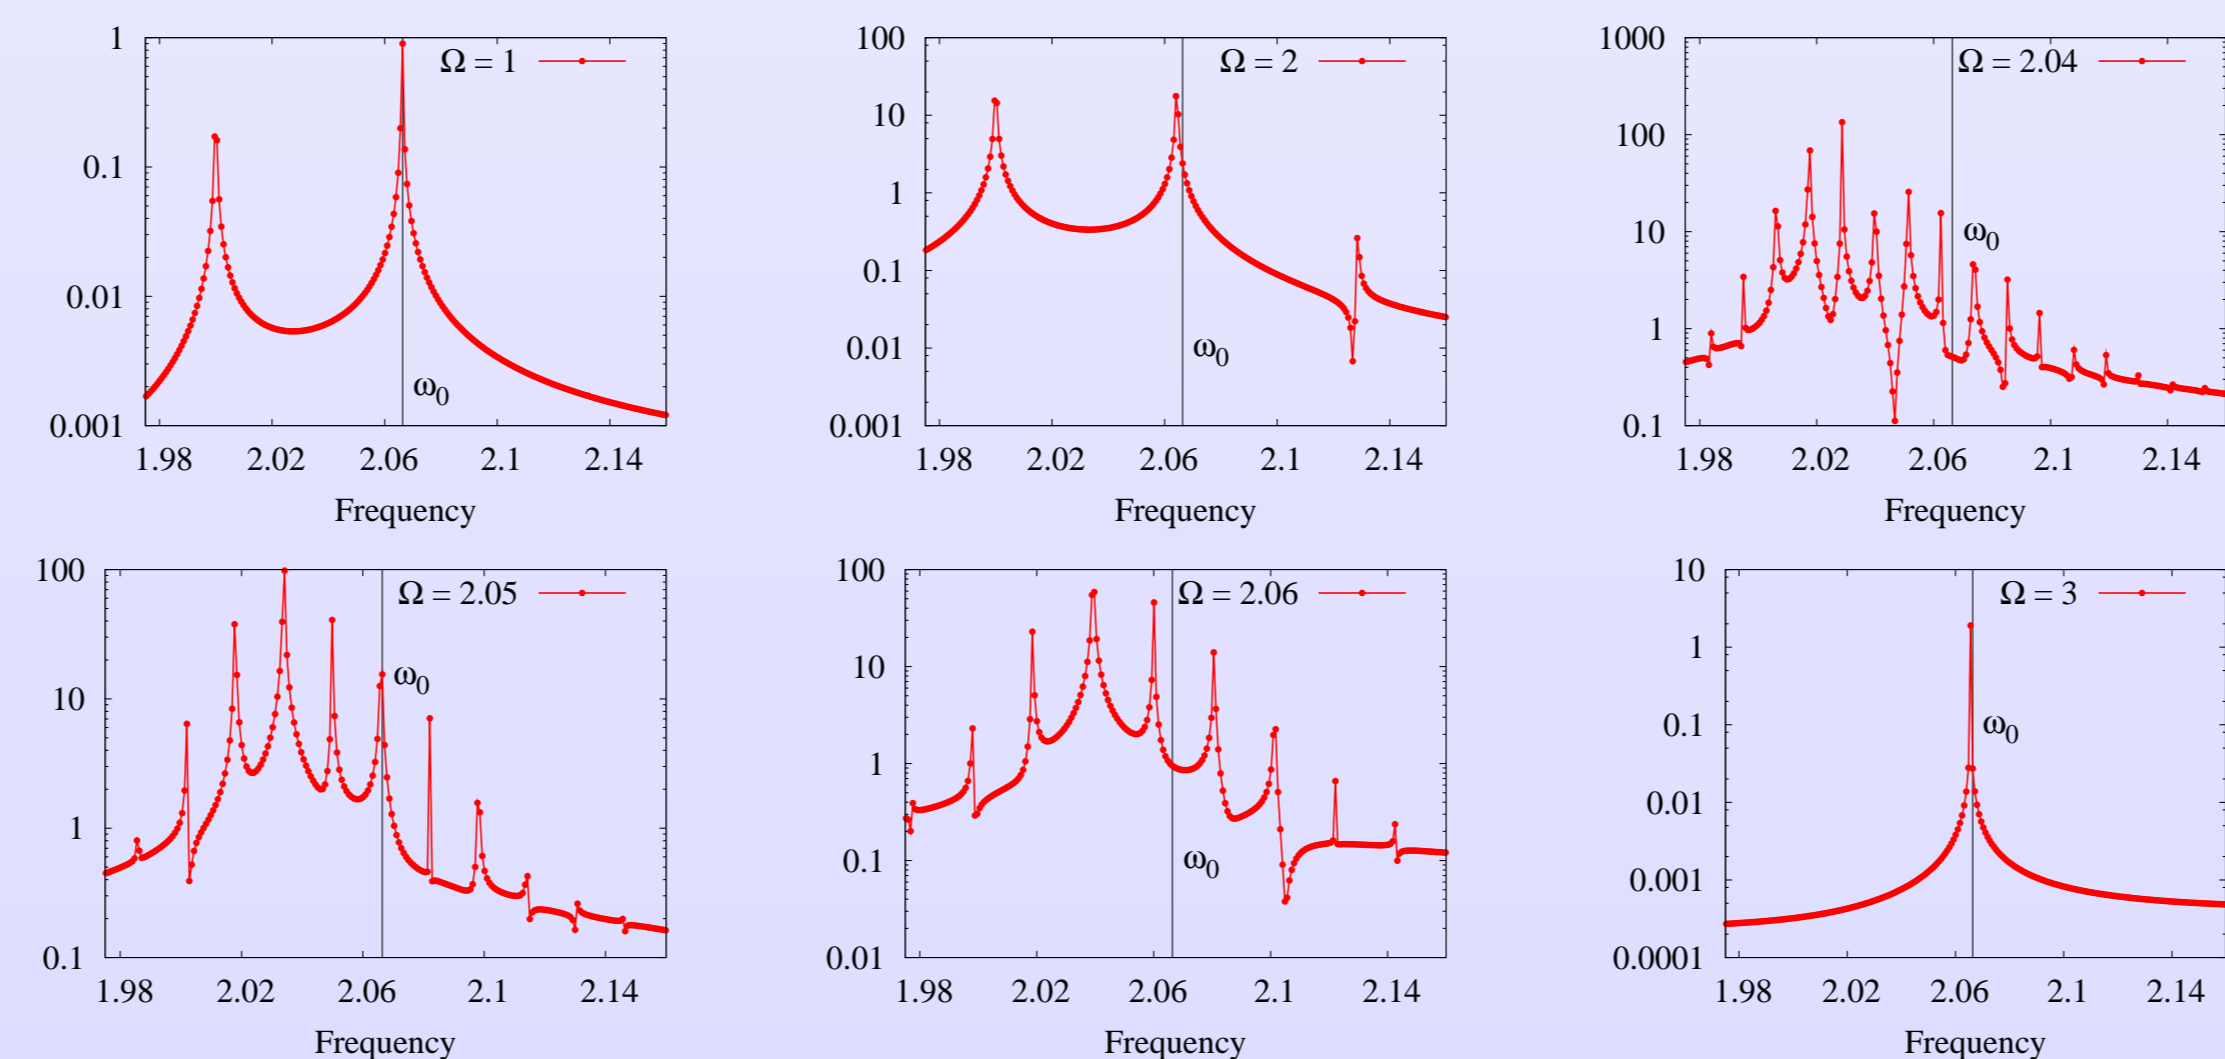 Ω = 1
1
0.1
0.01
0.001
ω0
1.98 2.02 2.06 2.1 2.14
Frequency
Ω = 2
100
10
1
0.1
0.01
0.001
ω0
1.98 2.02 2.06 2.1 2.14
Frequency
Ω = 2.04
1000
100
10
1
0.1
ω0
1.98 2.02 2.06 2.1 2.14
Frequency
Ω = 2.05
100
10
1
0.1
ω0
1.98 2.02 2.06 2.1 2.14
Frequency
Ω = 2.06
100
10
1
0.1
0.01
ω0
1.98 2.02 2.06 2.1 2.14
Frequency
Ω = 3
10
1
0.1
0.01
0.001
0.0001
ω0
1.98 2.02 2.06 2.1 2.14
Frequency